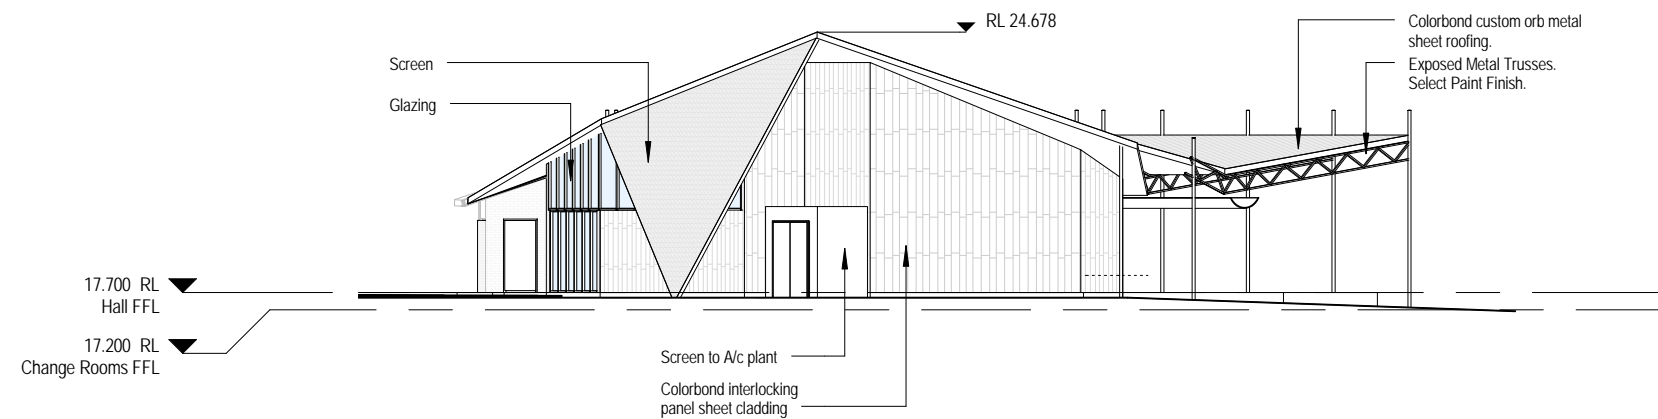 RL 24.678
Colorbond custom orb metal
sheet roofing.
Exposed Metal Trusses.
Select Paint Finish.
Screen
Glazing
17.700 RL
Hall FFL
17.200 RL
Change Rooms FFL
Screen to A/c plant
Colorbond interlocking
panel sheet cladding